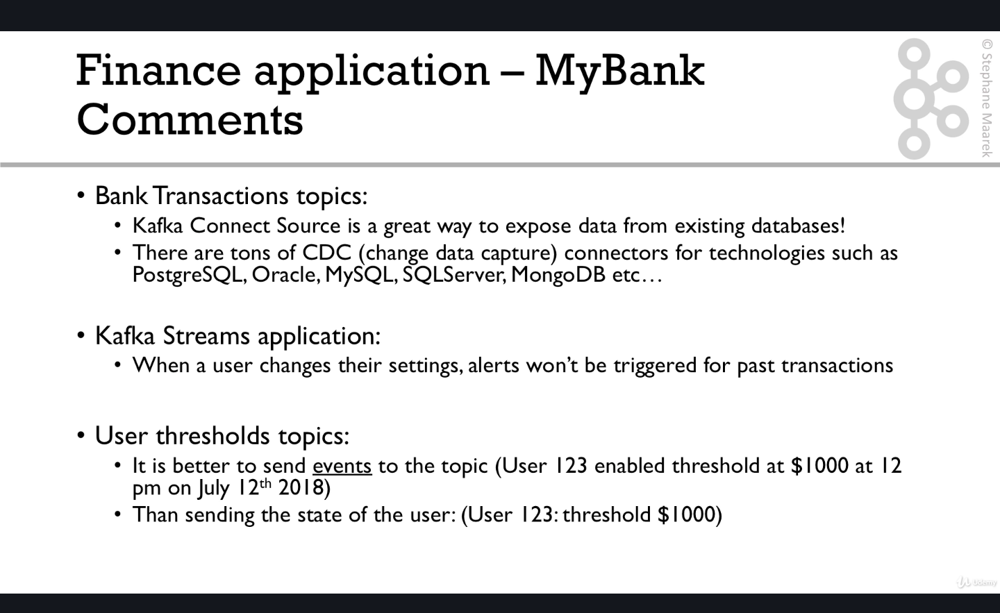 Finance application – MyBank
Comments
© Stephane Maarek
• Bank Transactions topics:
• Kafka Connect Source is a great way to expose data from existing databases!
• There are tons of CDC (change data capture) connectors for technologies such as
PostgreSQL, Oracle, MySQL, SQLServer, MongoDB etc…
• Kafka Streams application:
• When a user changes their settings, alerts won’t be triggered for past transactions
• User thresholds topics:
• It is better to send events to the topic (User 123 enabled threshold at $1000 at 12
pm on July 12th 2018)
• Than sending the state of the user: (User 123: threshold $1000)
Udemy